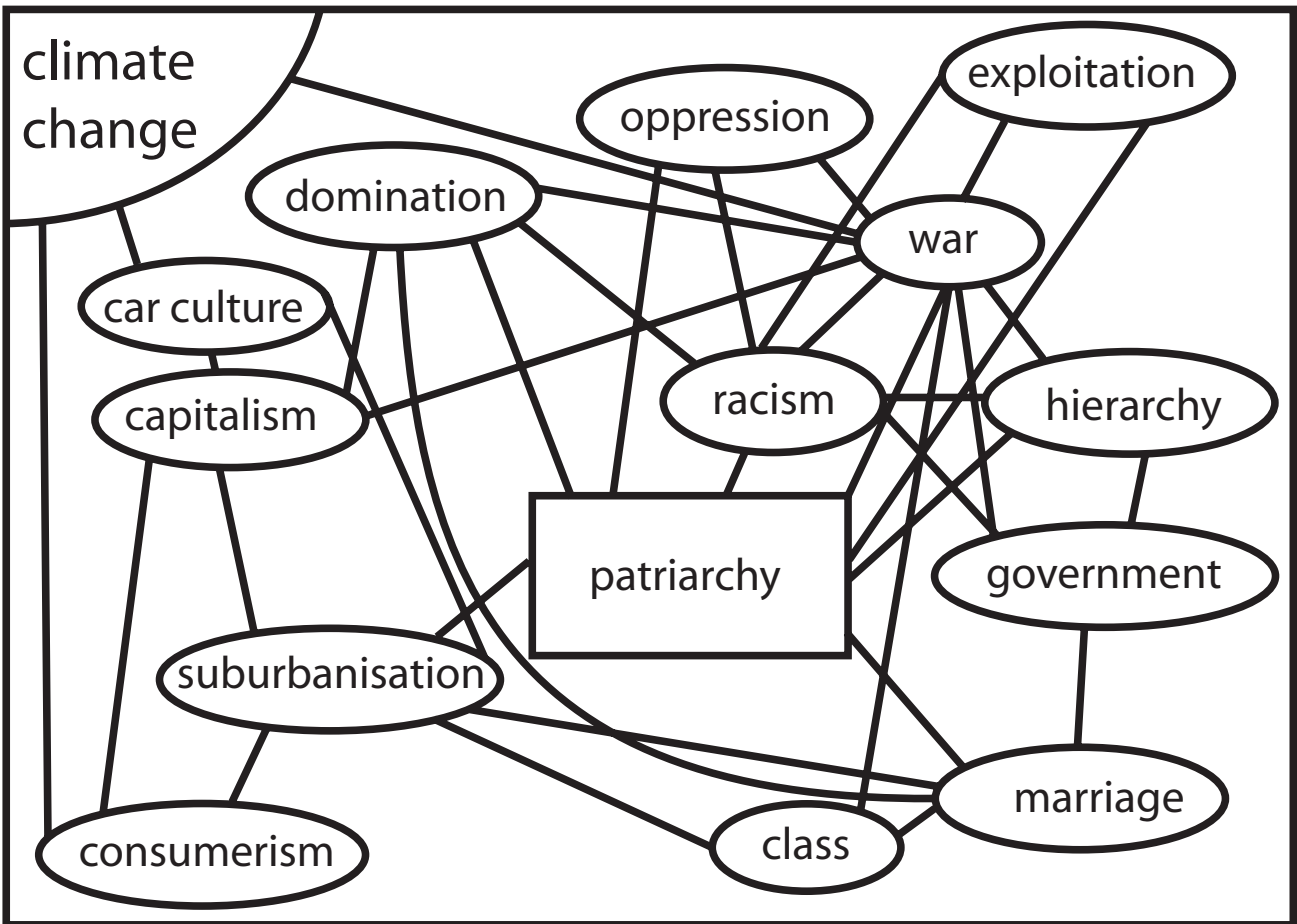 climate
change
exploitation
oppression
domination
war
car culture
racism
hierarchy
capitalism
patriarchy
government
suburbanisation
marriage
class
consumerism